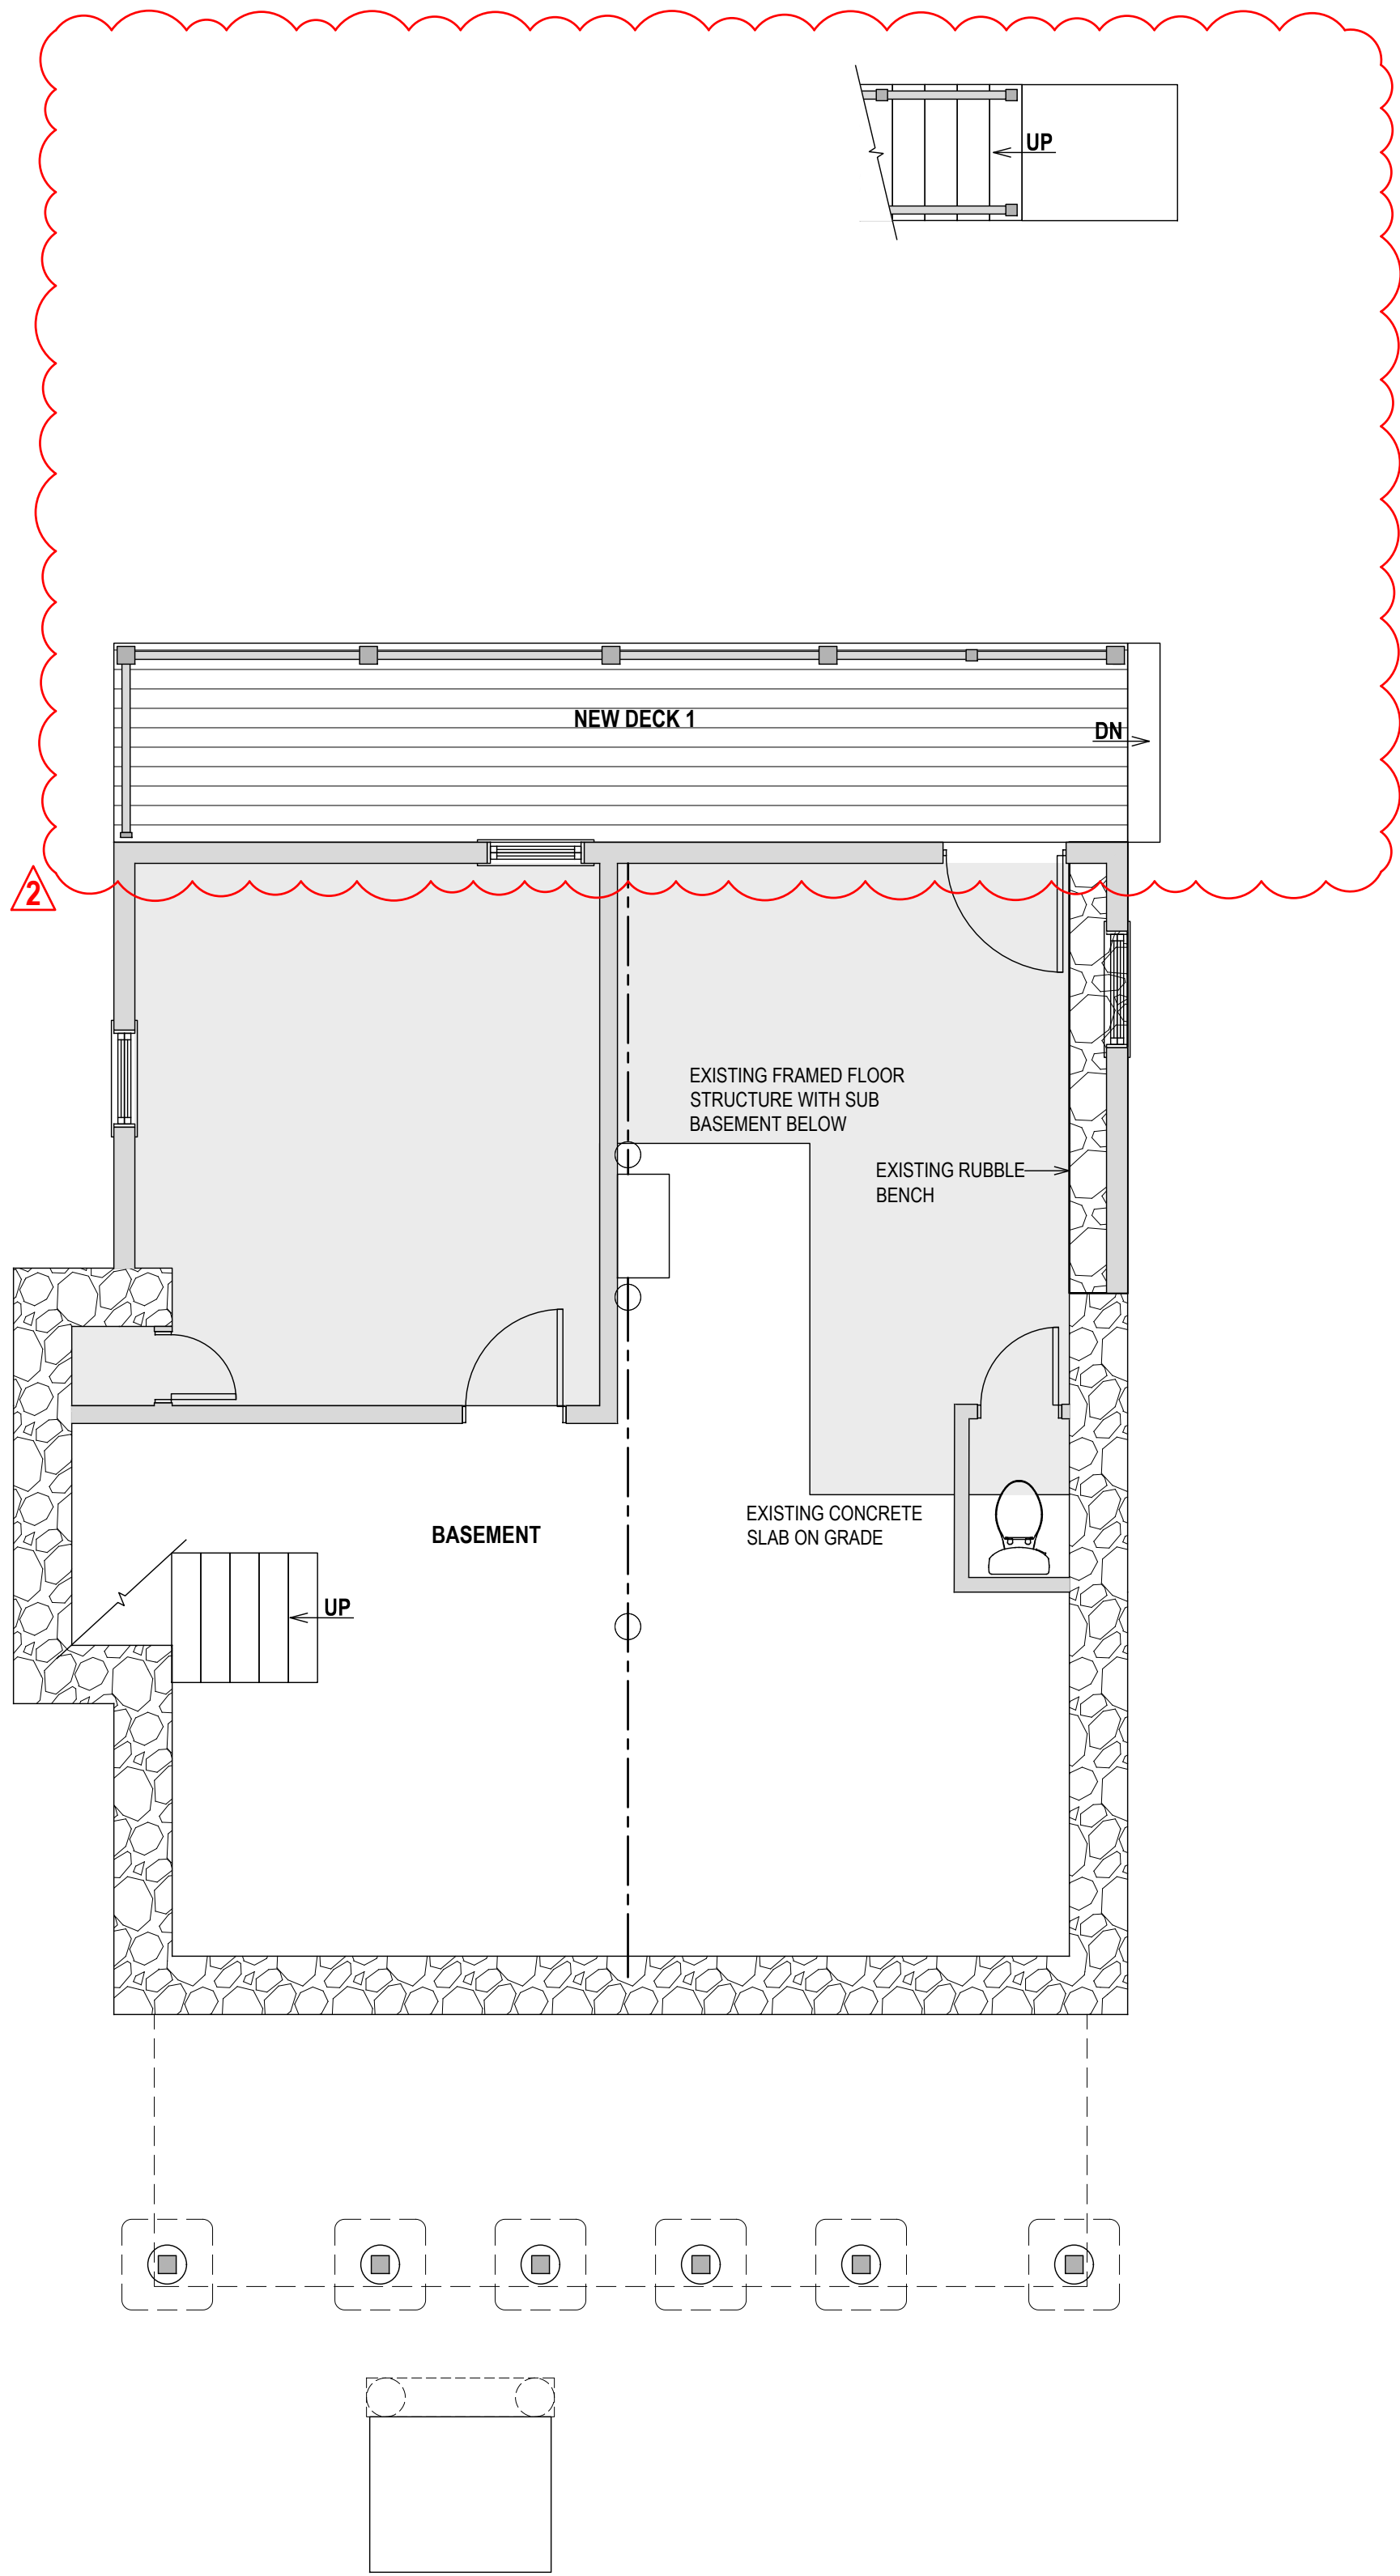 UP
NEW DECK 1
DN
2
EXISTING FRAMED FLOOR
STRUCTURE WITH SUB
BASEMENT BELOW
EXISTING RUBBLE
BENCH
EXISTING CONCRETE
SLAB ON GRADE
BASEMENT
UP